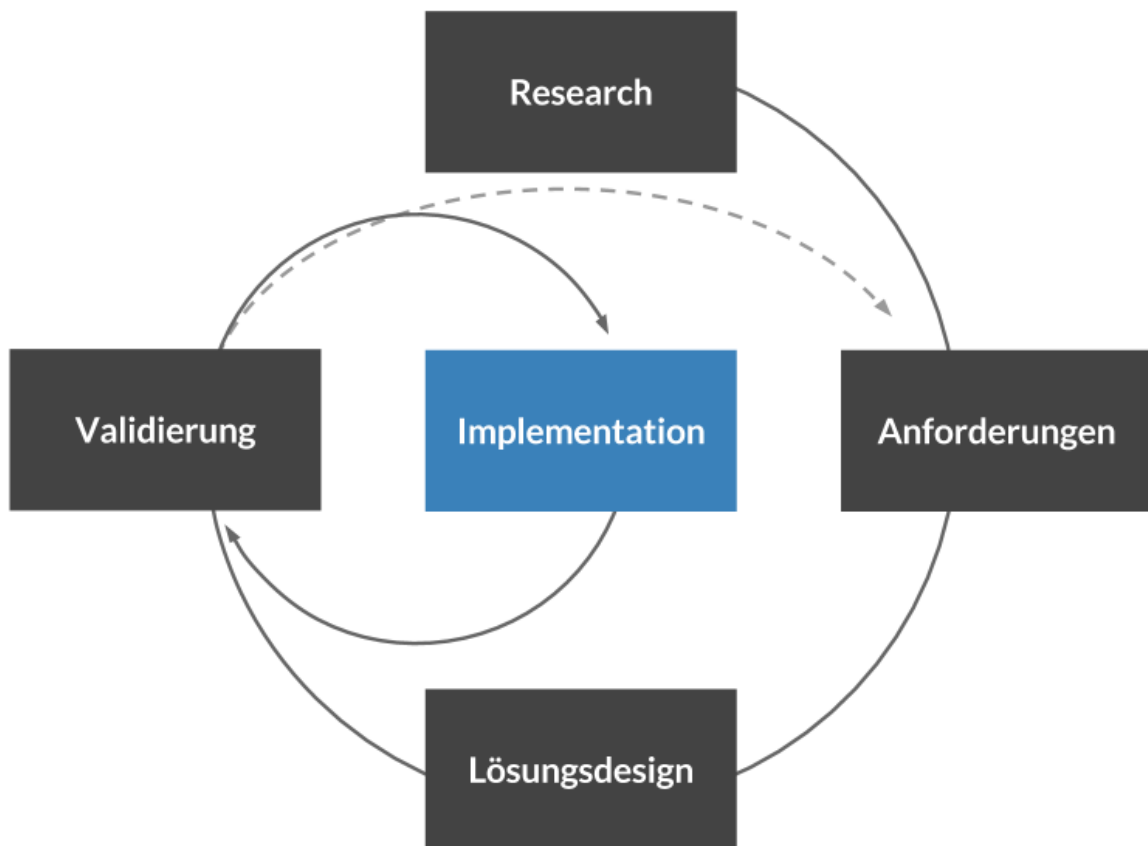 Research
Validierung
Implementation
Anforderungen
Lösungsdesign